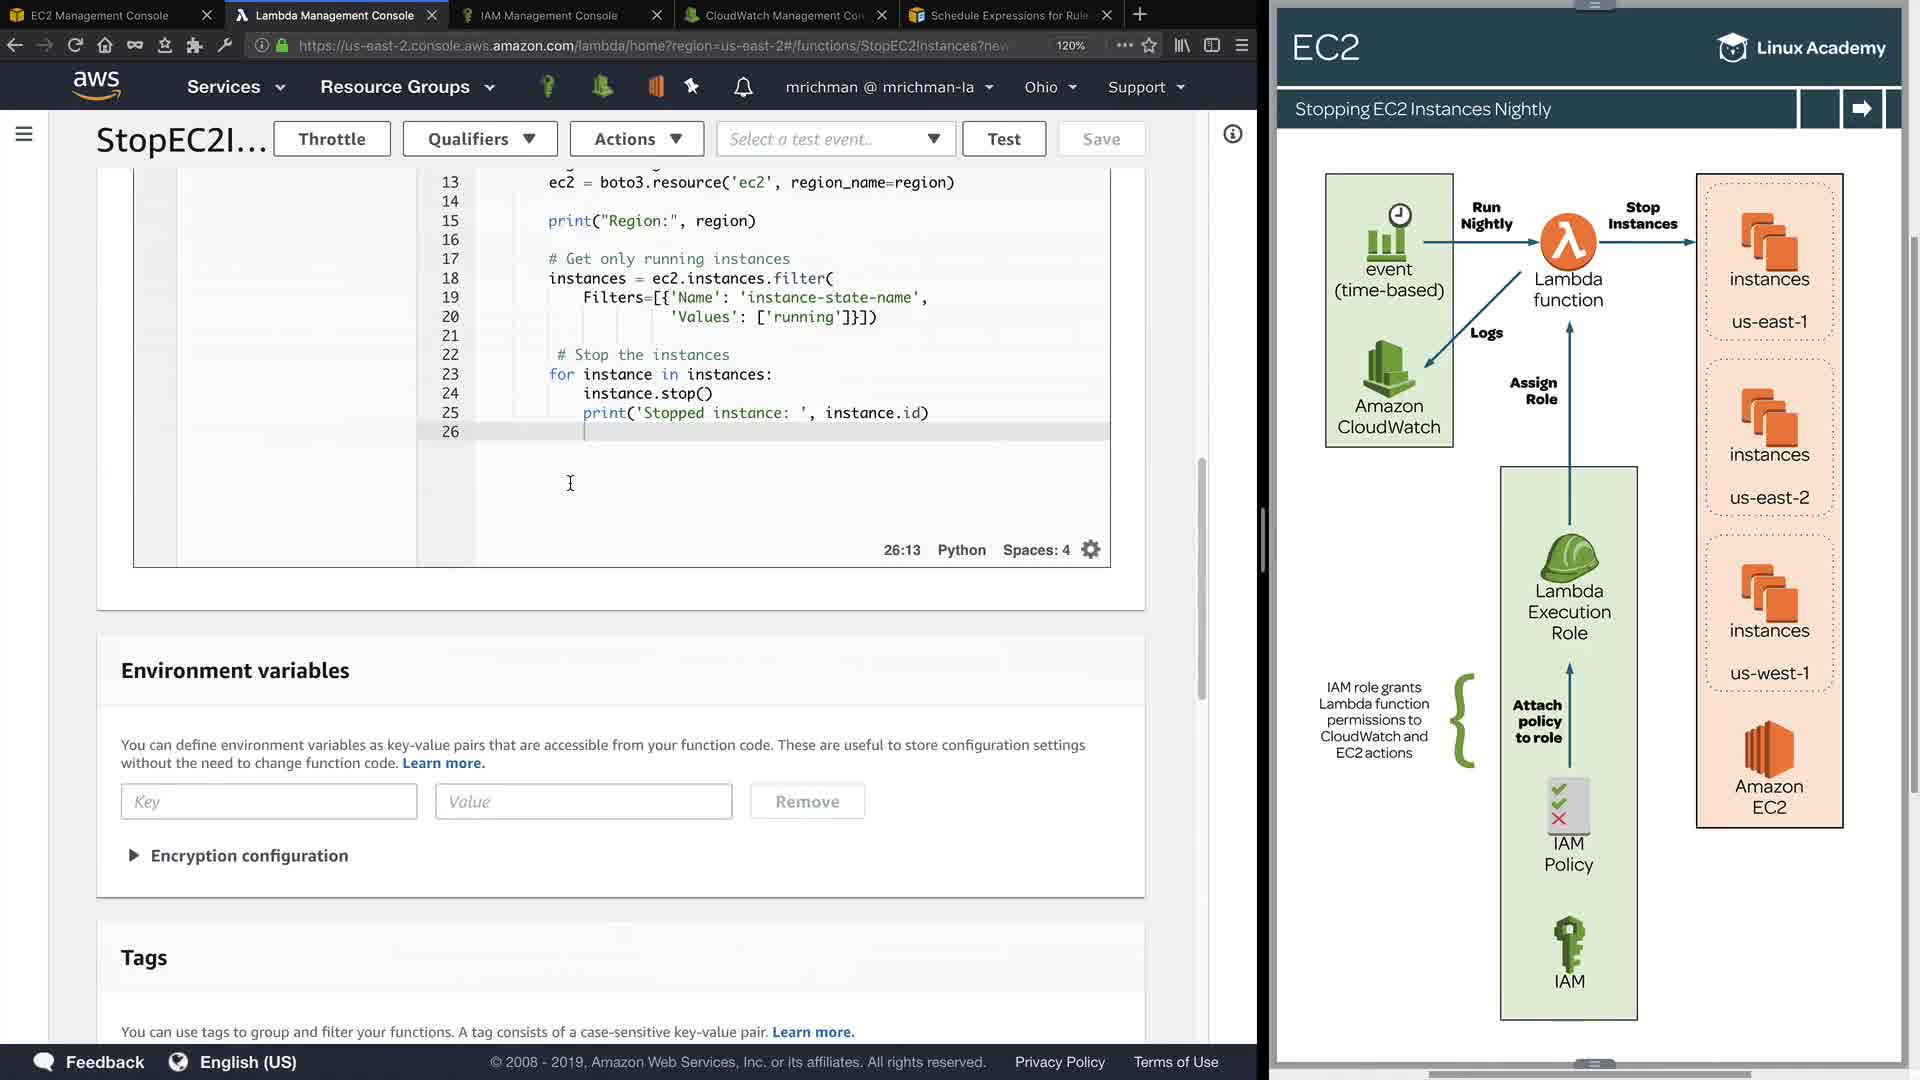 EC2 Management Console
Lambda Management Console
IAM Management Console
CloudWatch Management Con
Schedule Expressions for Rule
https://us-east-2.console.aws.amazon.com/lambda/home?region=us-east-2#/functions/StopEC2Instances?new
120%
aws
Services
Resource Groups
mrichman @ mrichman-la
Ohio
Support
StopEC2I...
Throttle
Qualifiers
Actions
Select a test event..
Test
Save
13 ec2 = boto3.resource('ec2', region_name=region)
14
15 print("Region:", region)
16
17 # Get only running instances
18 instances = ec2.instances.filter(
19 Filters=[{'Name': 'instance-state-name',
20 'Values': ['running']}])
21
22 # Stop the instances
23 for instance in instances:
24 instance.stop()
25 print('Stopped instance: ', instance.id)
26
26:13 Python Spaces: 4
Environment variables
You can define environment variables as key-value pairs that are accessible from your function code. These are useful to store configuration settings
without the need to change function code. Learn more.
Key
Value
Remove
Encryption configuration
Tags
You can use tags to group and filter your functions. A tag consists of a case-sensitive key-value pair. Learn more.
Feedback
English (US)
© 2008 - 2019, Amazon Web Services, Inc. or its affiliates. All rights reserved.
Privacy Policy
Terms of Use
EC2
Linux Academy
Stopping EC2 Instances Nightly
event
(time-based)
Run
Nightly
Lambda
function
Stop
Instances
instances
us-east-1
Logs
Amazon
CloudWatch
Assign
Role
instances
us-east-2
Lambda
Execution
Role
instances
us-west-1
IAM role grants
Lambda function
permissions to
CloudWatch and
EC2 actions
Attach
policy
to role
Amazon
EC2
IAM
Policy
IAM